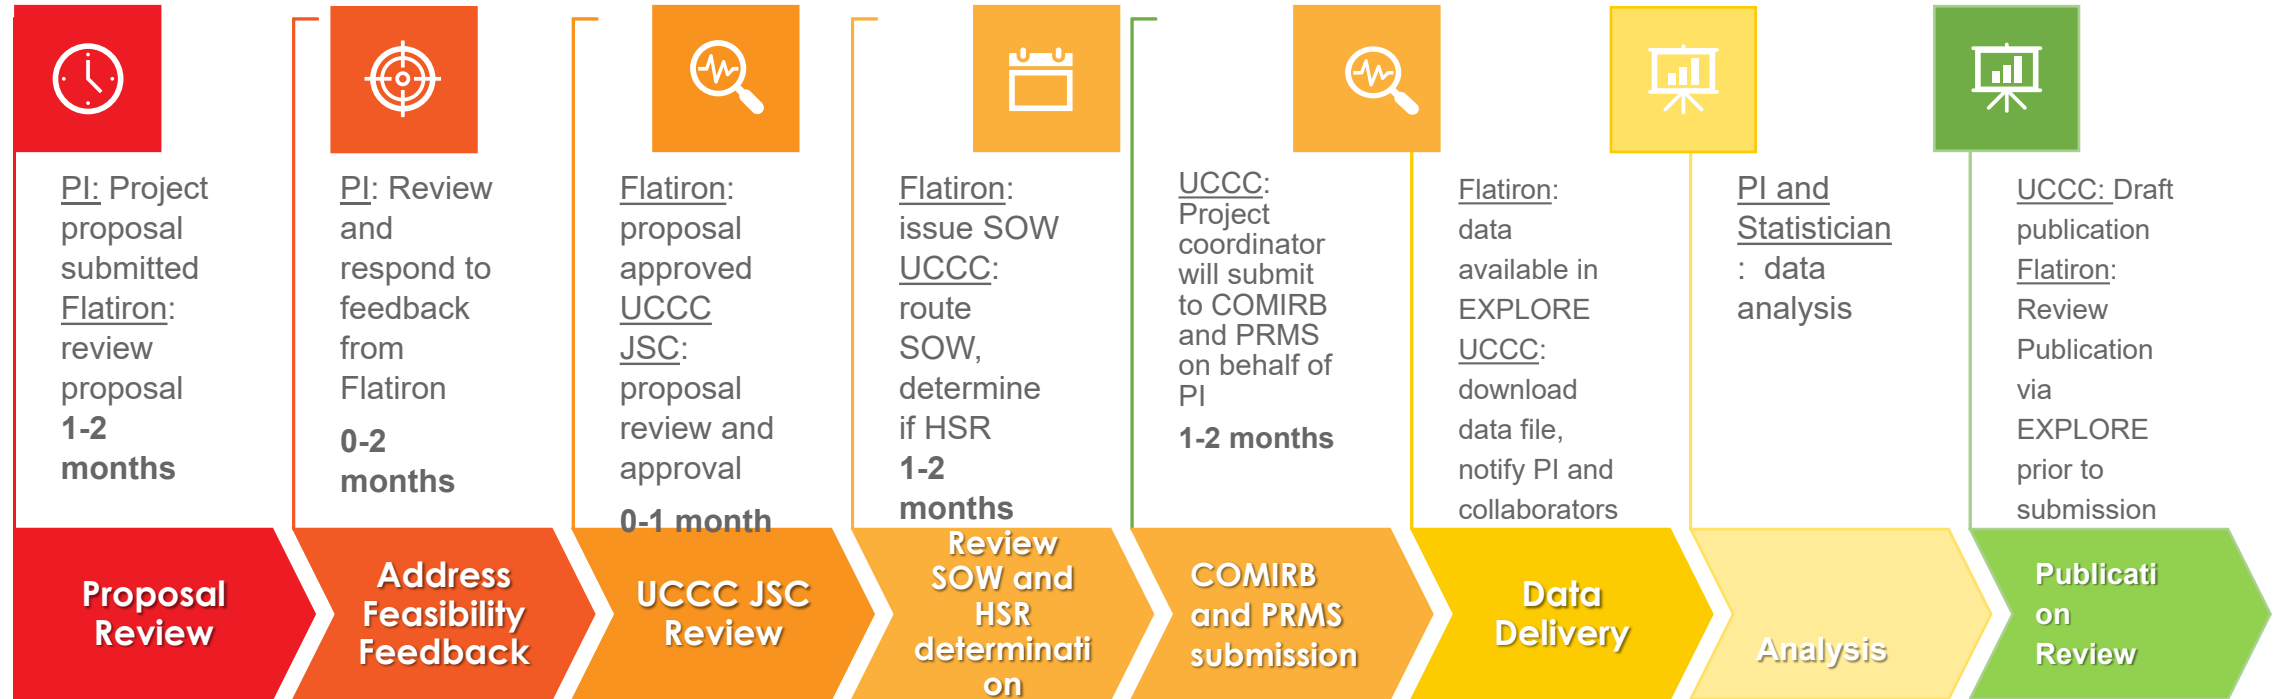 PI: Project
proposal
submitted
Flatiron:
review
proposal
1-2
months
Proposal
Review
PI: Review
and
respond to
feedback
from
Flatiron
0-2
months
Address
Feasibility
Feedback
Flatiron:
proposal
approved
UCCC
JSC:
proposal
review and
approval
0-1 month
UCCC JSC
Review
Flatiron:
issue SOW
UCCC:
route
SOW,
determine
if HSR
1-2
months
Review
SOW and
HSR
determinati
on
UCCC:
Project
coordinator
will submit
to COMIRB
and PRMS
on behalf of
PI
1-2 months
COMIRB
and PRMS
submission
Flatiron:
data
available in
EXPLORE
UCCC:
download
data file,
notify PI and
collaborators
Data
Delivery
PI and
Statistician
: data
analysis
Analysis
UCCC: Draft
publication
Flatiron:
Review
Publication
via
EXPLORE
prior to
submission
Publicati
on
Review